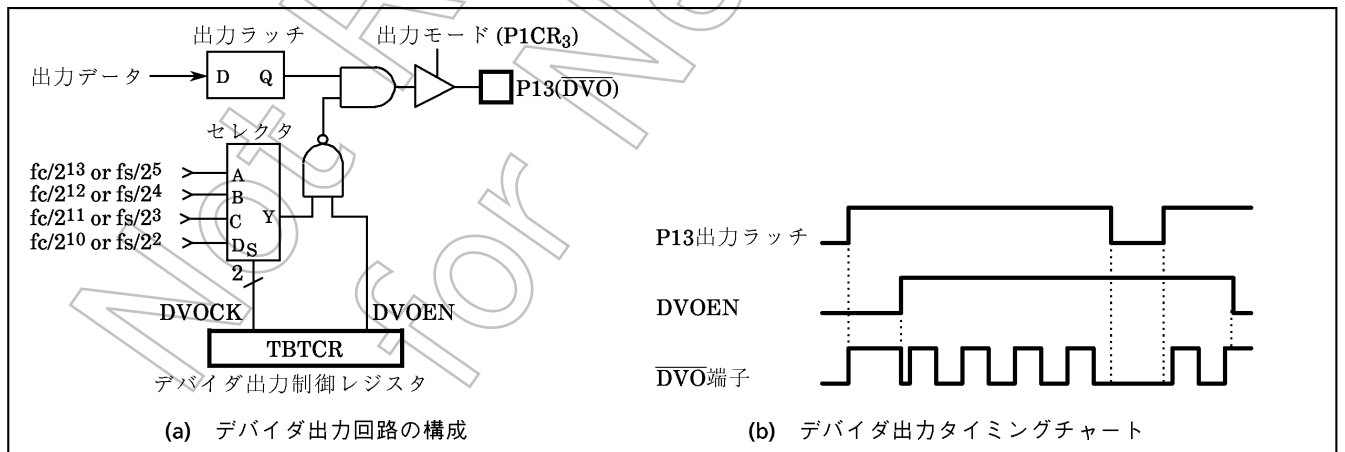 出力ラッチ
出力モード (P1CR3)
出力データ
D Q
P13(DVO)
セレクタ
fc/2^13 or fs/2^5
fc/2^12 or fs/2^4
fc/2^11 or fs/2^3
fc/2^10 or fs/2^2
A
B
C
D
Y
S
2
DVOCK
DVOEN
TBTCR
デバイダ出力制御レジスタ
(a) デバイダ出力回路の構成
P13出力ラッチ
DVOEN
DVO端子
(b) デバイダ出力タイミングチャート
Not R
for N